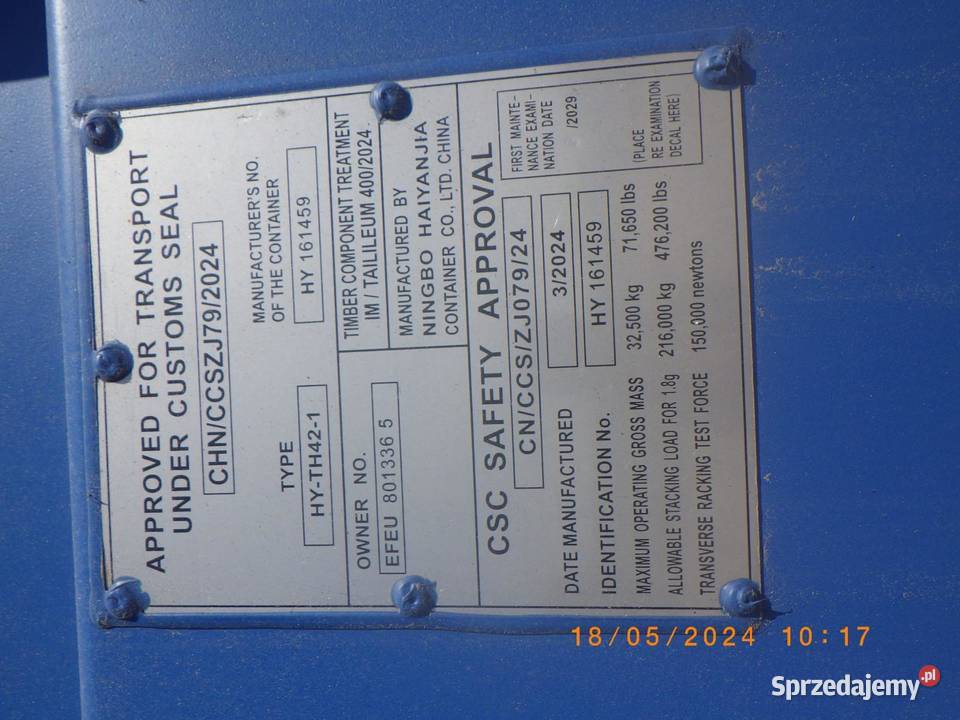 APPROVED FOR TRANSPORT
UNDER CUSTOMS SEAL
CHN/CCSZJ79/2024
TYPE
HY-TH42-1
MANUFACTURER'S NO.
OF THE CONTAINER
HY 161459
OWNER NO.
EFEU 801336 5
TIMBER COMPONENT TREATMENT
IM / TAILILEUM 400/2024.
MANUFACTURED BY
NINGBO HAIYANJIA
CONTAINER CO., LTD. CHINA
CSC SAFETY APPROVAL
CN/CCS/ZJ079/24
DATE MANUFACTURED
3/2024
IDENTIFICATION No.
HY 161459
FIRST MAINTE-
NANCE EXAMI-
NATION DATE
/2029
MAXIMUM OPERATING GROSS MASS 32,500 kg 71,650 lbs
ALLOWABLE STACKING LOAD FOR 1.8g 216,000 kg 476,200 lbs
TRANSVERSE RACKING TEST FORCE 150,000 newtons
(PLACE
RE EXAMINATION
DECAL HERE)
18/05/2024 10:17
Sprzedajemy.pl